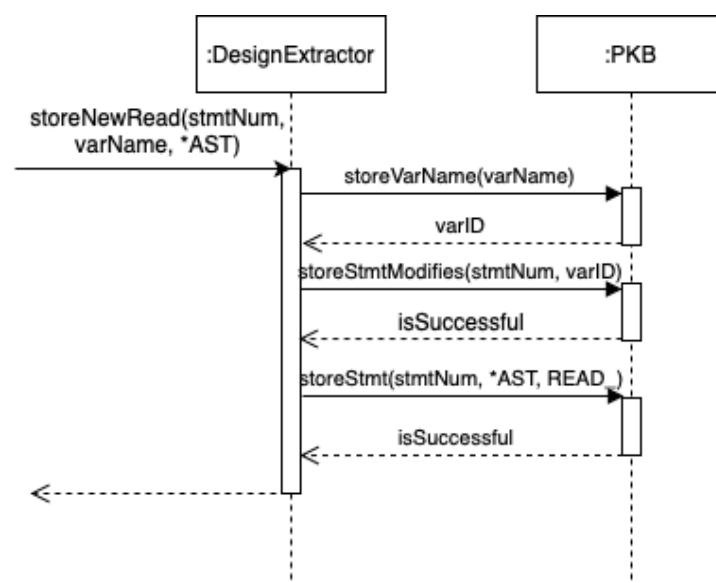 :DesignExtractor
:PKB
storeNewRead(stmtNum,
varName, *AST)
storeVarName(varName)
varID
storeStmtModifies(stmtNum, varID)
isSuccessful
storeStmt(stmtNum, *AST, READ_)
isSuccessful